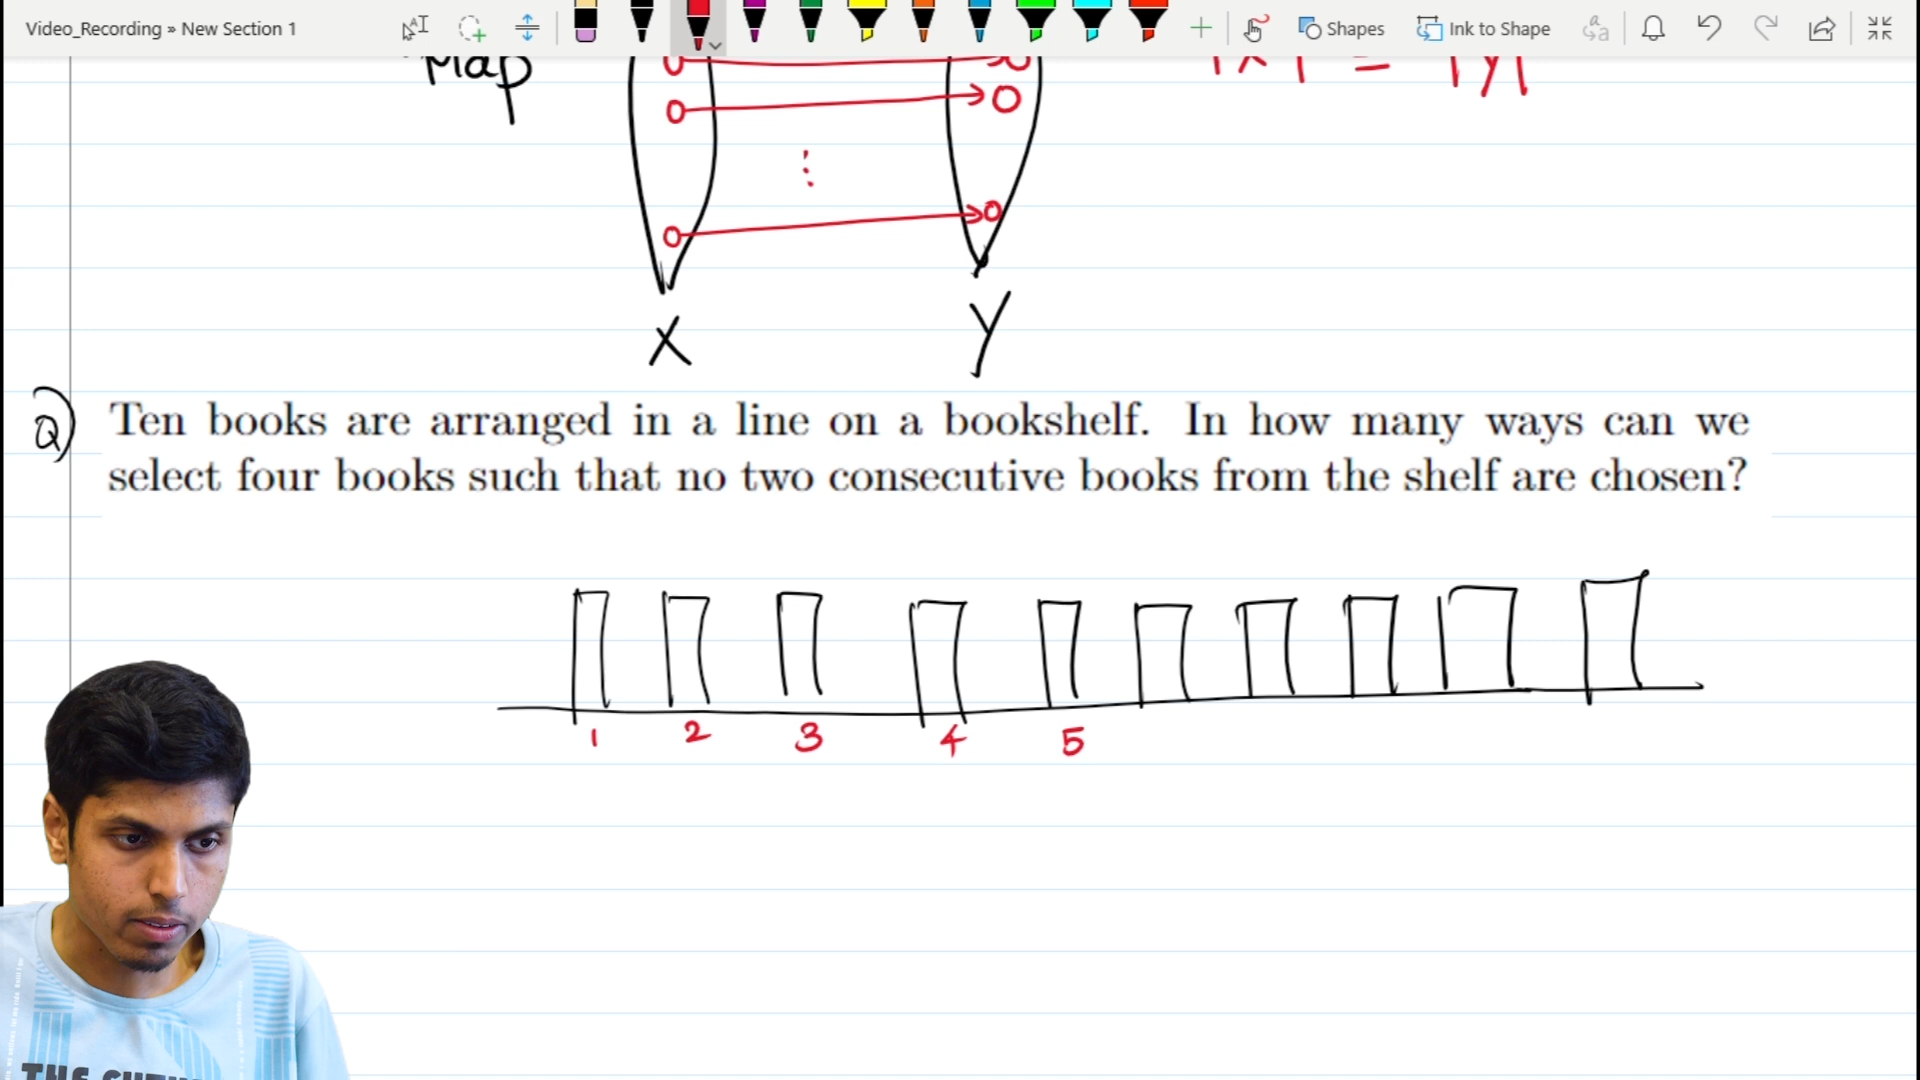 Video_Recording » New Section 1
Shapes
Ink to Shape
Map
|x| = |y|
X
Y
Q)
Ten books are arranged in a line on a bookshelf. In how many ways can we
select four books such that no two consecutive books from the shelf are chosen?
1 2 3 4 5